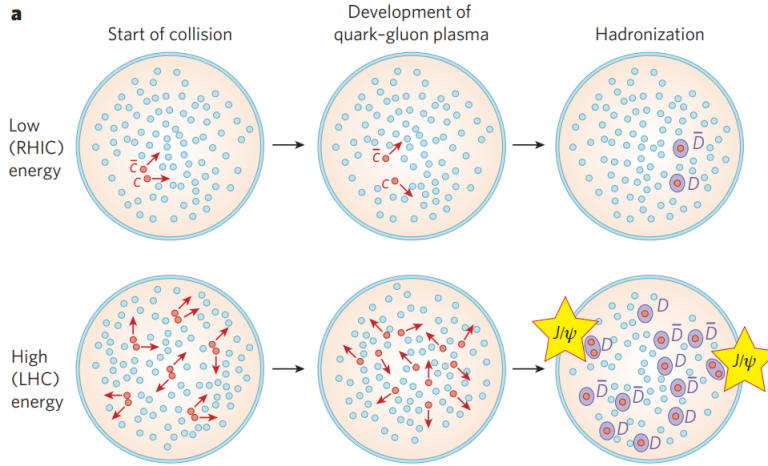 a
Start of collision
Development of
quark–gluon plasma
Hadronization
Low
(RHIC)
energy
c̄
c
c̄
c
D̄
D
High
(LHC)
energy
J/ψ
D
D̄
D̄
D
J/ψ
D
D̄
D̄
D̄
D
D
D